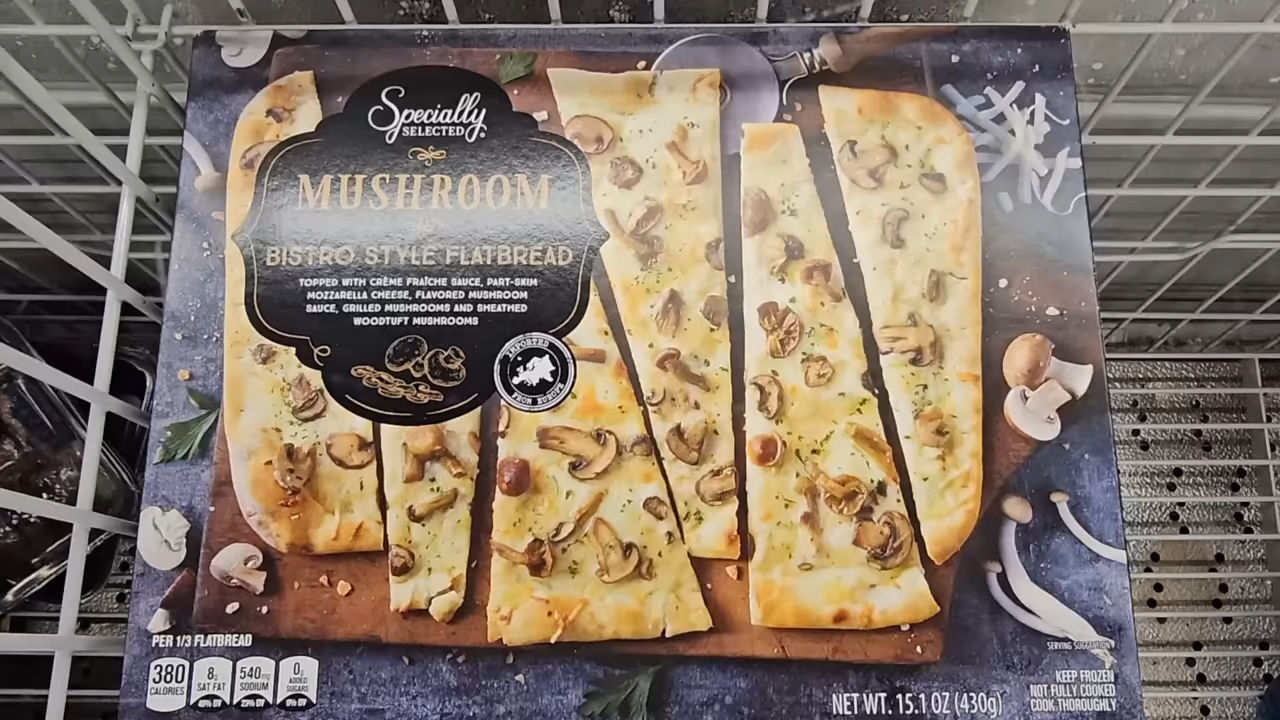 Specially
SELECTED
MUSHROOM
BISTRO STYLE FLATBREAD
TOPPED WITH CRÈME FRAÎCHE SAUCE, PART-SKIM
MOZZARELLA CHEESE, FLAVORED MUSHROOM
SAUCE, GRILLED MUSHROOMS AND SHEATHED
WOODTUFT MUSHROOMS
IMPORTED
FROM EUROPE
PER 1/3 FLATBREAD
380
CALORIES
8g
SAT FAT
40% DV
540mg
SODIUM
23% DV
0g
ADDED
SUGARS
0% DV
SERVING SUGGESTION
NET WT. 15.1 OZ (430g)
KEEP FROZEN
NOT FULLY COOKED
COOK THOROUGHLY